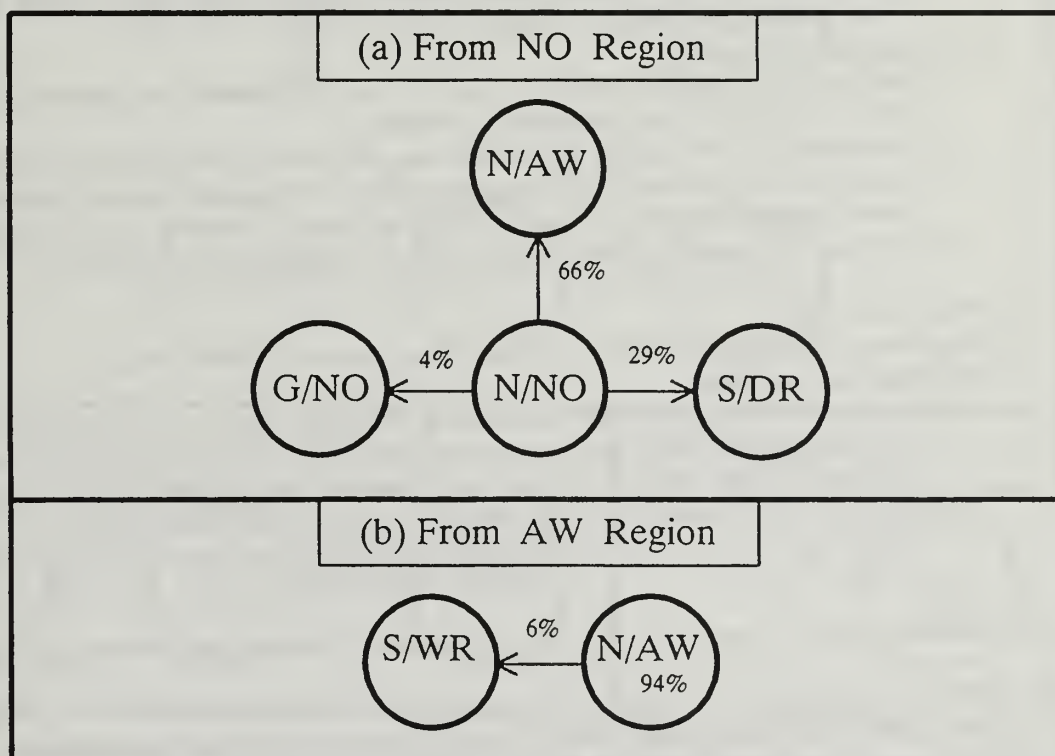 (a) From NO Region
N/AW
66%
4%
29%
G/NO
N/NO
S/DR
(b) From AW Region
6%
S/WR
N/AW
94%